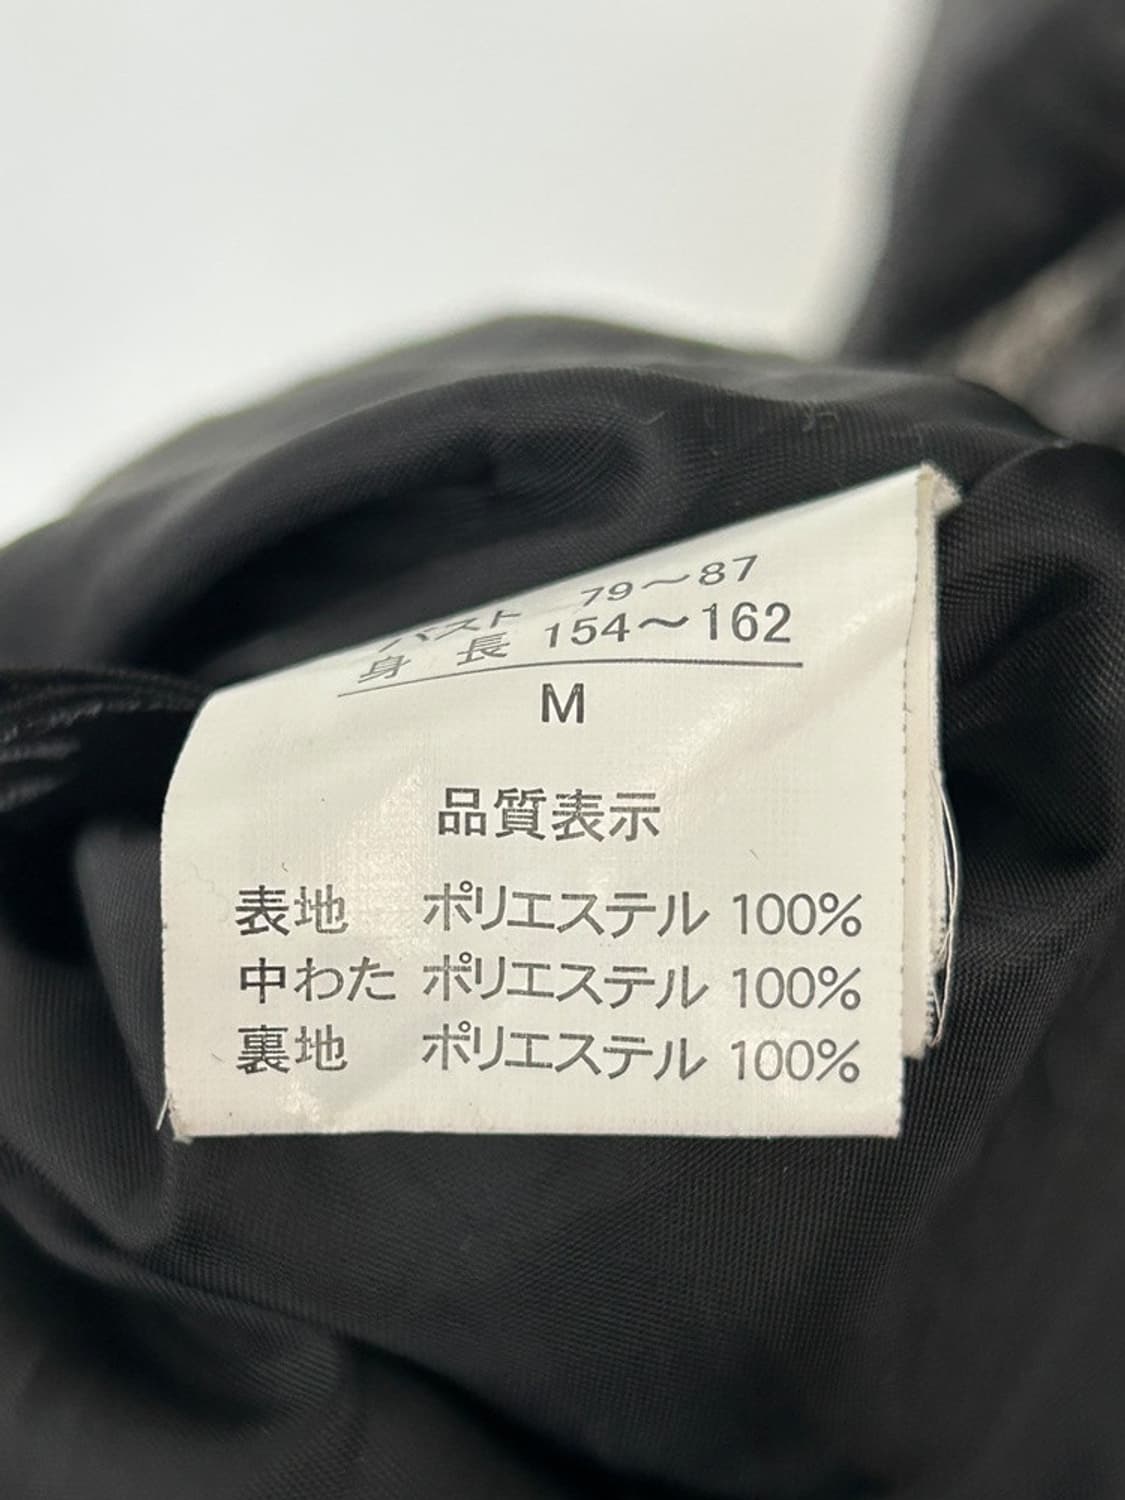 バスト 79～87
身長 154～162
M
品質表示
表地 ポリエステル 100%
中わた ポリエステル 100%
裏地 ポリエステル 100%